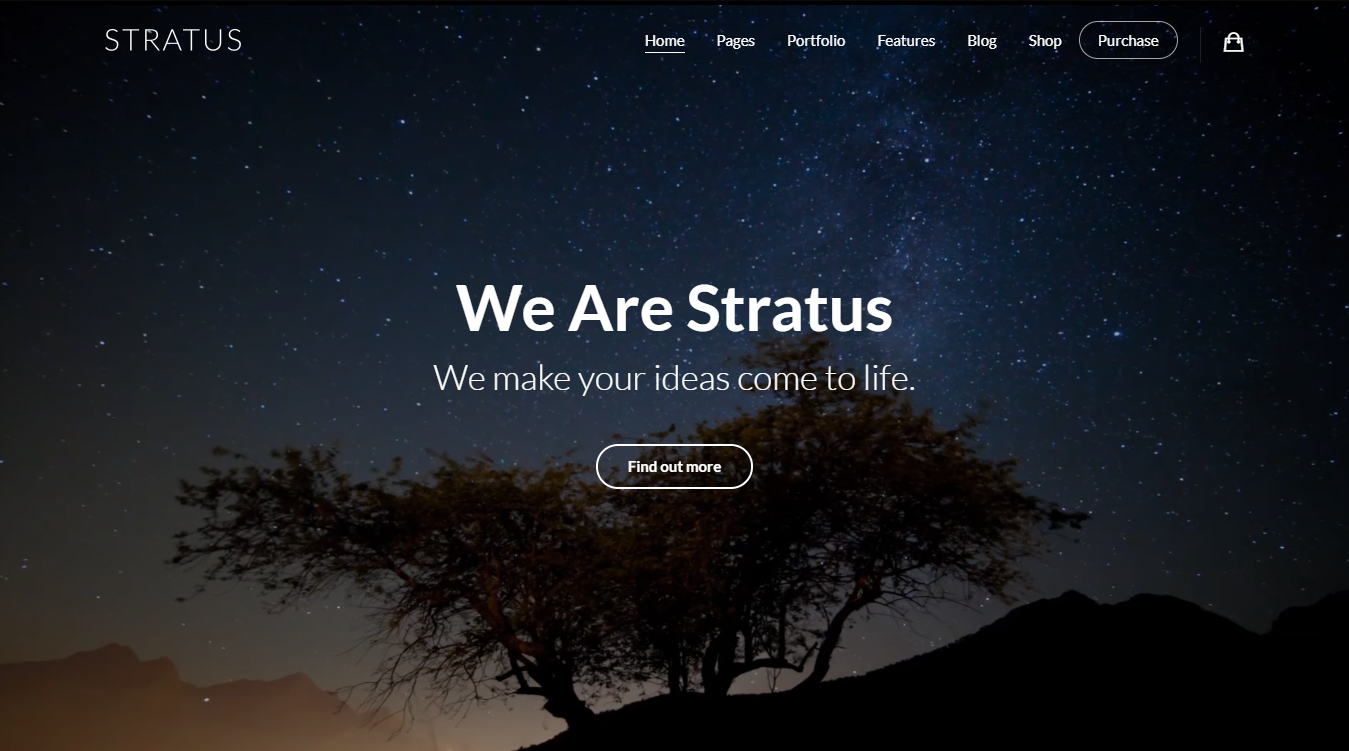 STRATUS
Home Pages Portfolio Features Blog Shop Purchase
We Are Stratus
We make your ideas come to life.
Find out more